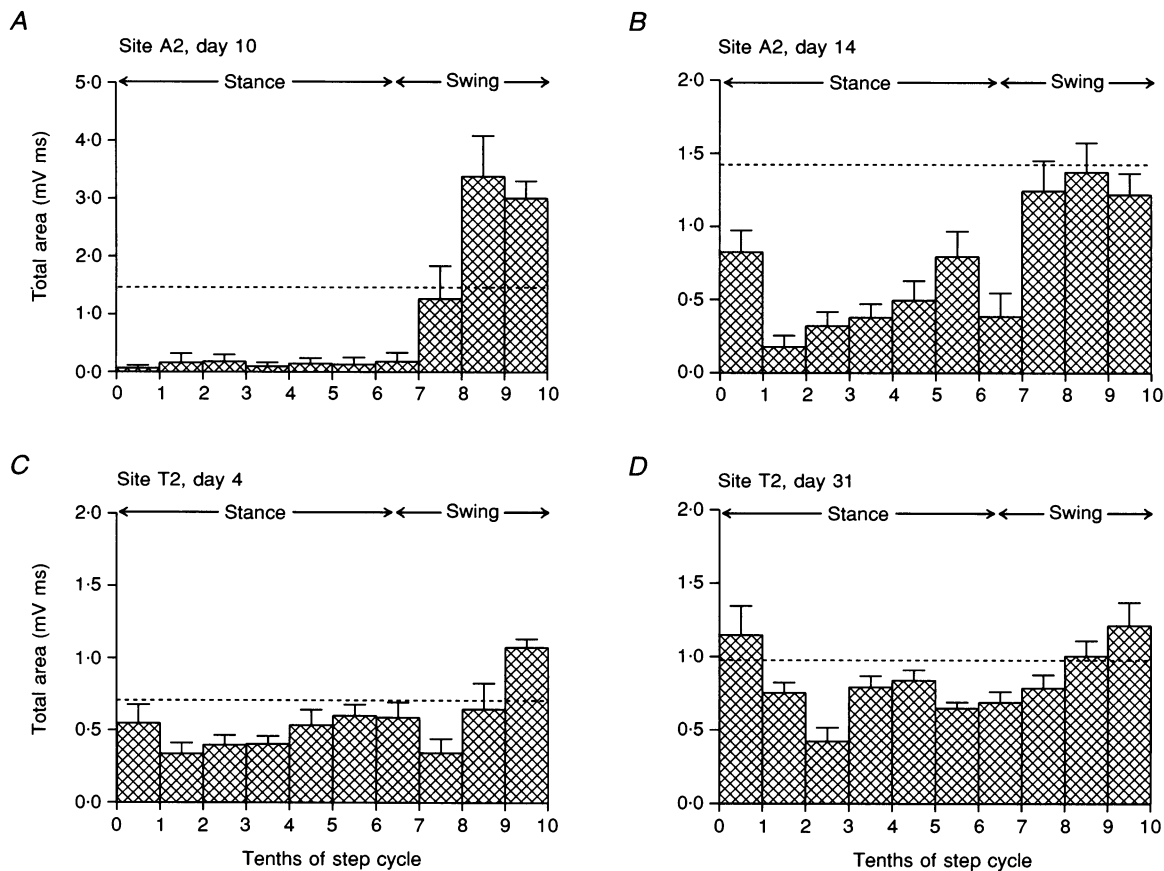 A
Site A2, day 10
Stance Swing
5·0
4·0
3·0
2·0
1·0
0·0
Total area (mV ms)
0 1 2 3 4 5 6 7 8 9 10
B
Site A2, day 14
Stance Swing
2·0
1·5
1·0
0·5
0·0
0 1 2 3 4 5 6 7 8 9 10
C
Site T2, day 4
Stance Swing
2·0
1·5
1·0
0·5
0·0
Total area (mV ms)
0 1 2 3 4 5 6 7 8 9 10
Tenths of step cycle
D
Site T2, day 31
Stance Swing
2·0
1·5
1·0
0·5
0·0
0 1 2 3 4 5 6 7 8 9 10
Tenths of step cycle